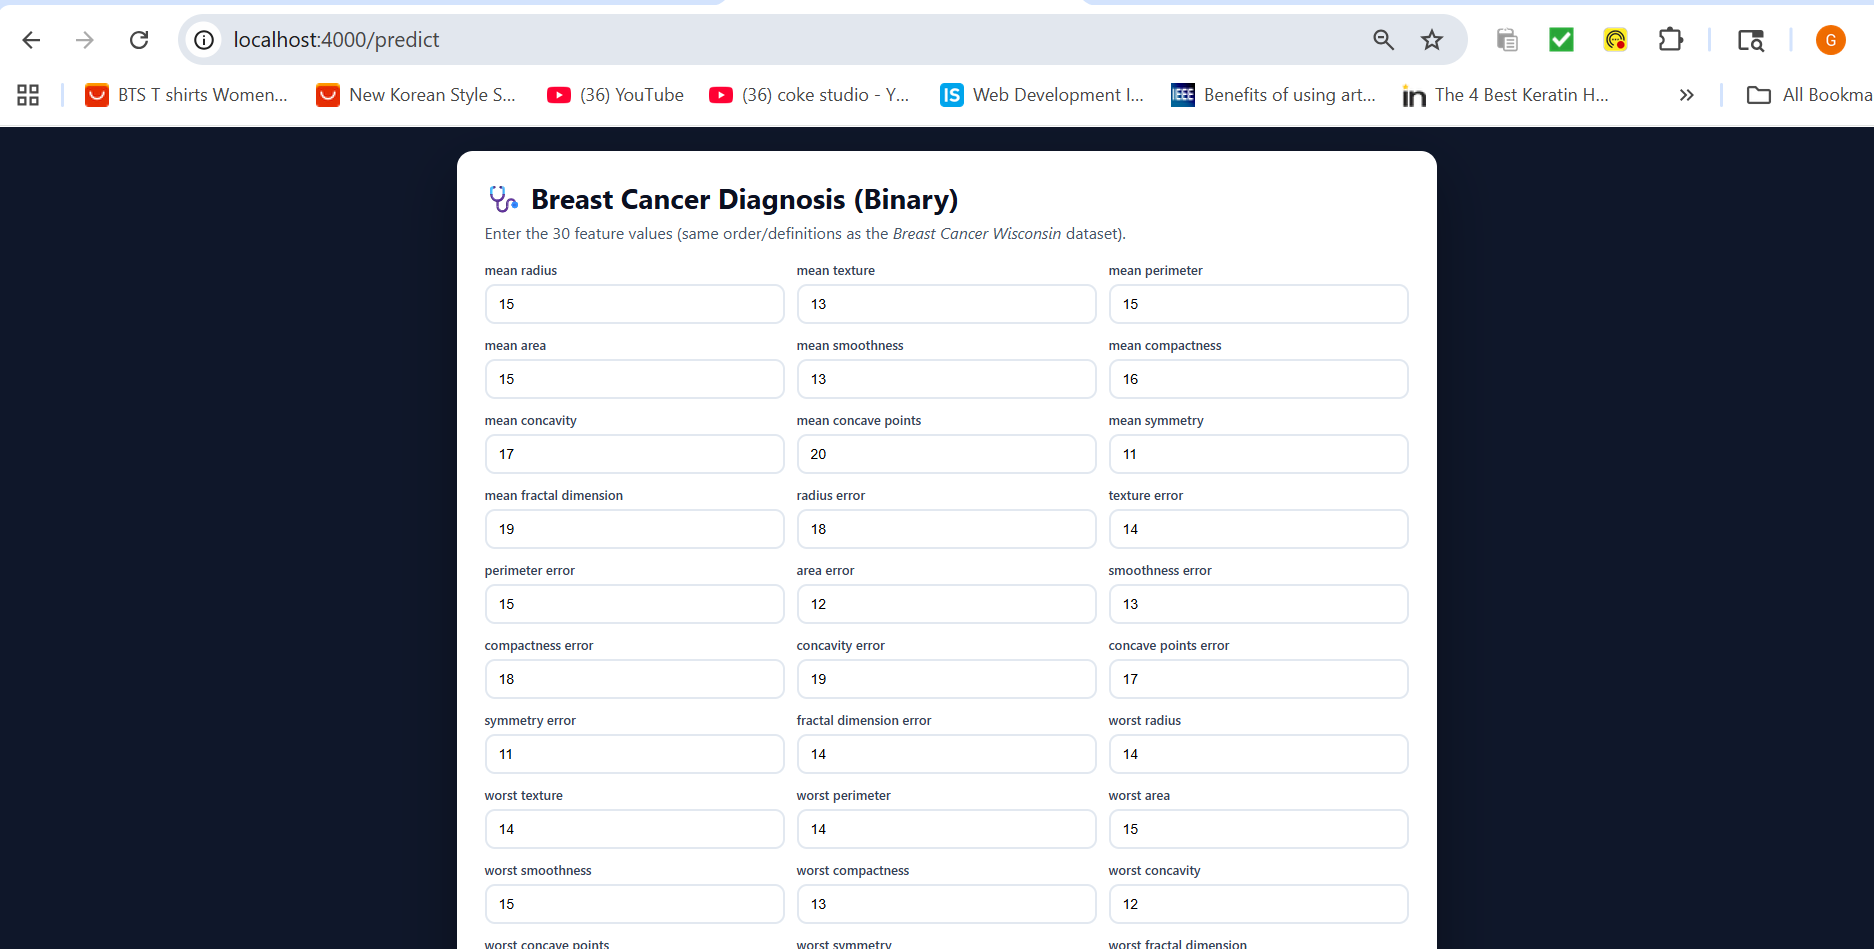 localhost:4000/predict
G
BTS T shirts Women... New Korean Style S... (36) YouTube (36) coke studio - Y... IS Web Development I... IEEE Benefits of using art... in The 4 Best Keratin H... » All Bookma
Breast Cancer Diagnosis (Binary)
Enter the 30 feature values (same order/definitions as the Breast Cancer Wisconsin dataset).
mean radius mean texture mean perimeter
15 13 15
mean area mean smoothness mean compactness
15 13 16
mean concavity mean concave points mean symmetry
17 20 11
mean fractal dimension radius error texture error
19 18 14
perimeter error area error smoothness error
15 12 13
compactness error concavity error concave points error
18 19 17
symmetry error fractal dimension error worst radius
11 14 14
worst texture worst perimeter worst area
14 14 15
worst smoothness worst compactness worst concavity
15 13 12
worst concave points worst symmetry worst fractal dimension